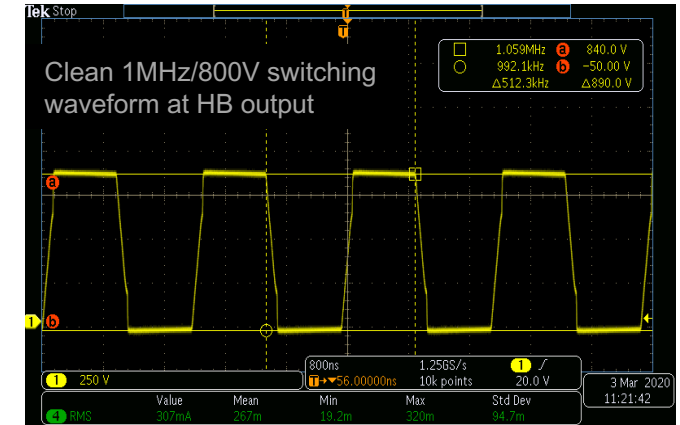 Tek Stop
T
T
Clean 1MHz/800V switching
waveform at HB output
1.059MHz a 840.0 V
992.1kHz b −50.00 V
△512.3kHz △890.0 V
a
1 b
1 250 V
800ns 1.25GS/s 1
T→▼56.00000ns 10k points 20.0 V
Value Mean Min Max Std Dev
4 RMS 307mA 267m 19.2m 320m 94.7m
3 Mar 2020
11:21:42